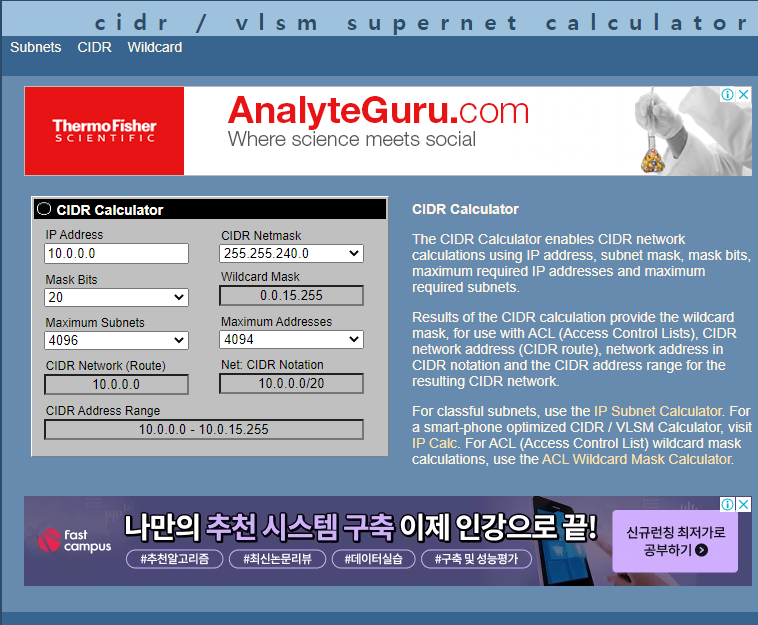 cidr / vlsm supernet calculator
Subnets CIDR Wildcard
ThermoFisher
SCIENTIFIC
AnalyteGuru.com
Where science meets social
CIDR Calculator
IP Address
10.0.0.0
CIDR Netmask
255.255.240.0
Mask Bits
20
Wildcard Mask
0.0.15.255
Maximum Subnets
4096
Maximum Addresses
4094
CIDR Network (Route)
10.0.0.0
Net: CIDR Notation
10.0.0.0/20
CIDR Address Range
10.0.0.0 - 10.0.15.255
CIDR Calculator
The CIDR Calculator enables CIDR network
calculations using IP address, subnet mask, mask bits,
maximum required IP addresses and maximum
required subnets.
Results of the CIDR calculation provide the wildcard
mask, for use with ACL (Access Control Lists), CIDR
network address (CIDR route), network address in
CIDR notation and the CIDR address range for the
resulting CIDR network.
For classful subnets, use the IP Subnet Calculator. For
a smart-phone optimized CIDR / VLSM Calculator, visit
IP Calc. For ACL (Access Control List) wildcard mask
calculations, use the ACL Wildcard Mask Calculator.
fast
campus
나만의 추천 시스템 구축 이제 인강으로 끝!
#추천알고리즘 #최신논문리뷰 #데이터실습 #구축 및 성능평가
신규런칭 최저가로
공부하기